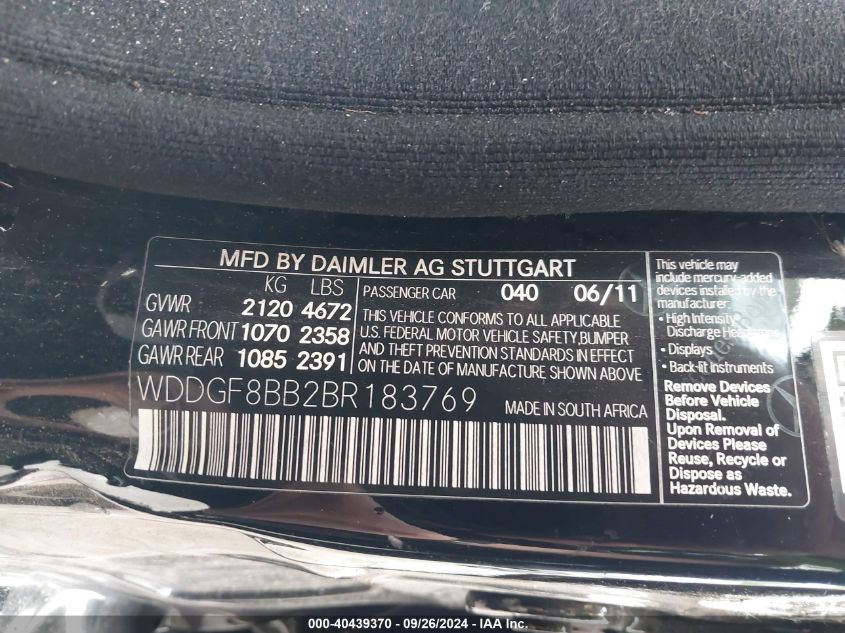 MFD BY DAIMLER AG STUTTGART
KG LBS
GVWR 2120 4672
GAWR FRONT 1070 2358
GAWR REAR 1085 2391
PASSENGER CAR 040 06/11
THIS VEHICLE CONFORMS TO ALL APPLICABLE
U.S. FEDERAL MOTOR VEHICLE SAFETY,BUMPER
AND THEFT PREVENTION STANDARDS IN EFFECT
ON THE DATE OF MANUFACTURE SHOWN ABOVE.
WDDGF8BB2BR183769
MADE IN SOUTH AFRICA
This vehicle may
include mercury-added
devices installed by the
manufacturer:
• High Intensity
Discharge Headlamps
• Displays
• Back-lit instruments
Remove Devices
Before Vehicle
Disposal.
Upon Removal of
Devices Please
Reuse, Recycle or
Dispose as
Hazardous Waste.
000-40439370 - 09/26/2024 - IAA Inc.